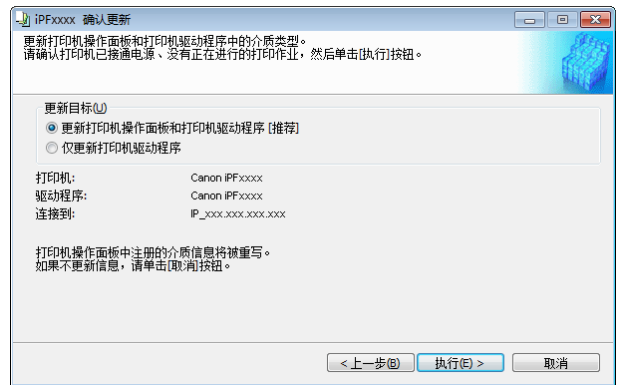 iPFxxxx 确认更新
更新打印机操作面板和打印机驱动程序中的介质类型。
请确认打印机已接通电源、没有正在进行的打印作业，然后单击[执行]按钮。
更新目标(U)
更新打印机操作面板和打印机驱动程序 [推荐]
仅更新打印机驱动程序
打印机: Canon iPFxxxx
驱动程序: Canon iPFxxxx
连接到: IP_xxx.xxx.xxx.xxx
打印机操作面板中注册的介质信息将被重写。
如果不更新信息，请单击[取消]按钮。
<上一步(B) 执行(E) > 取消